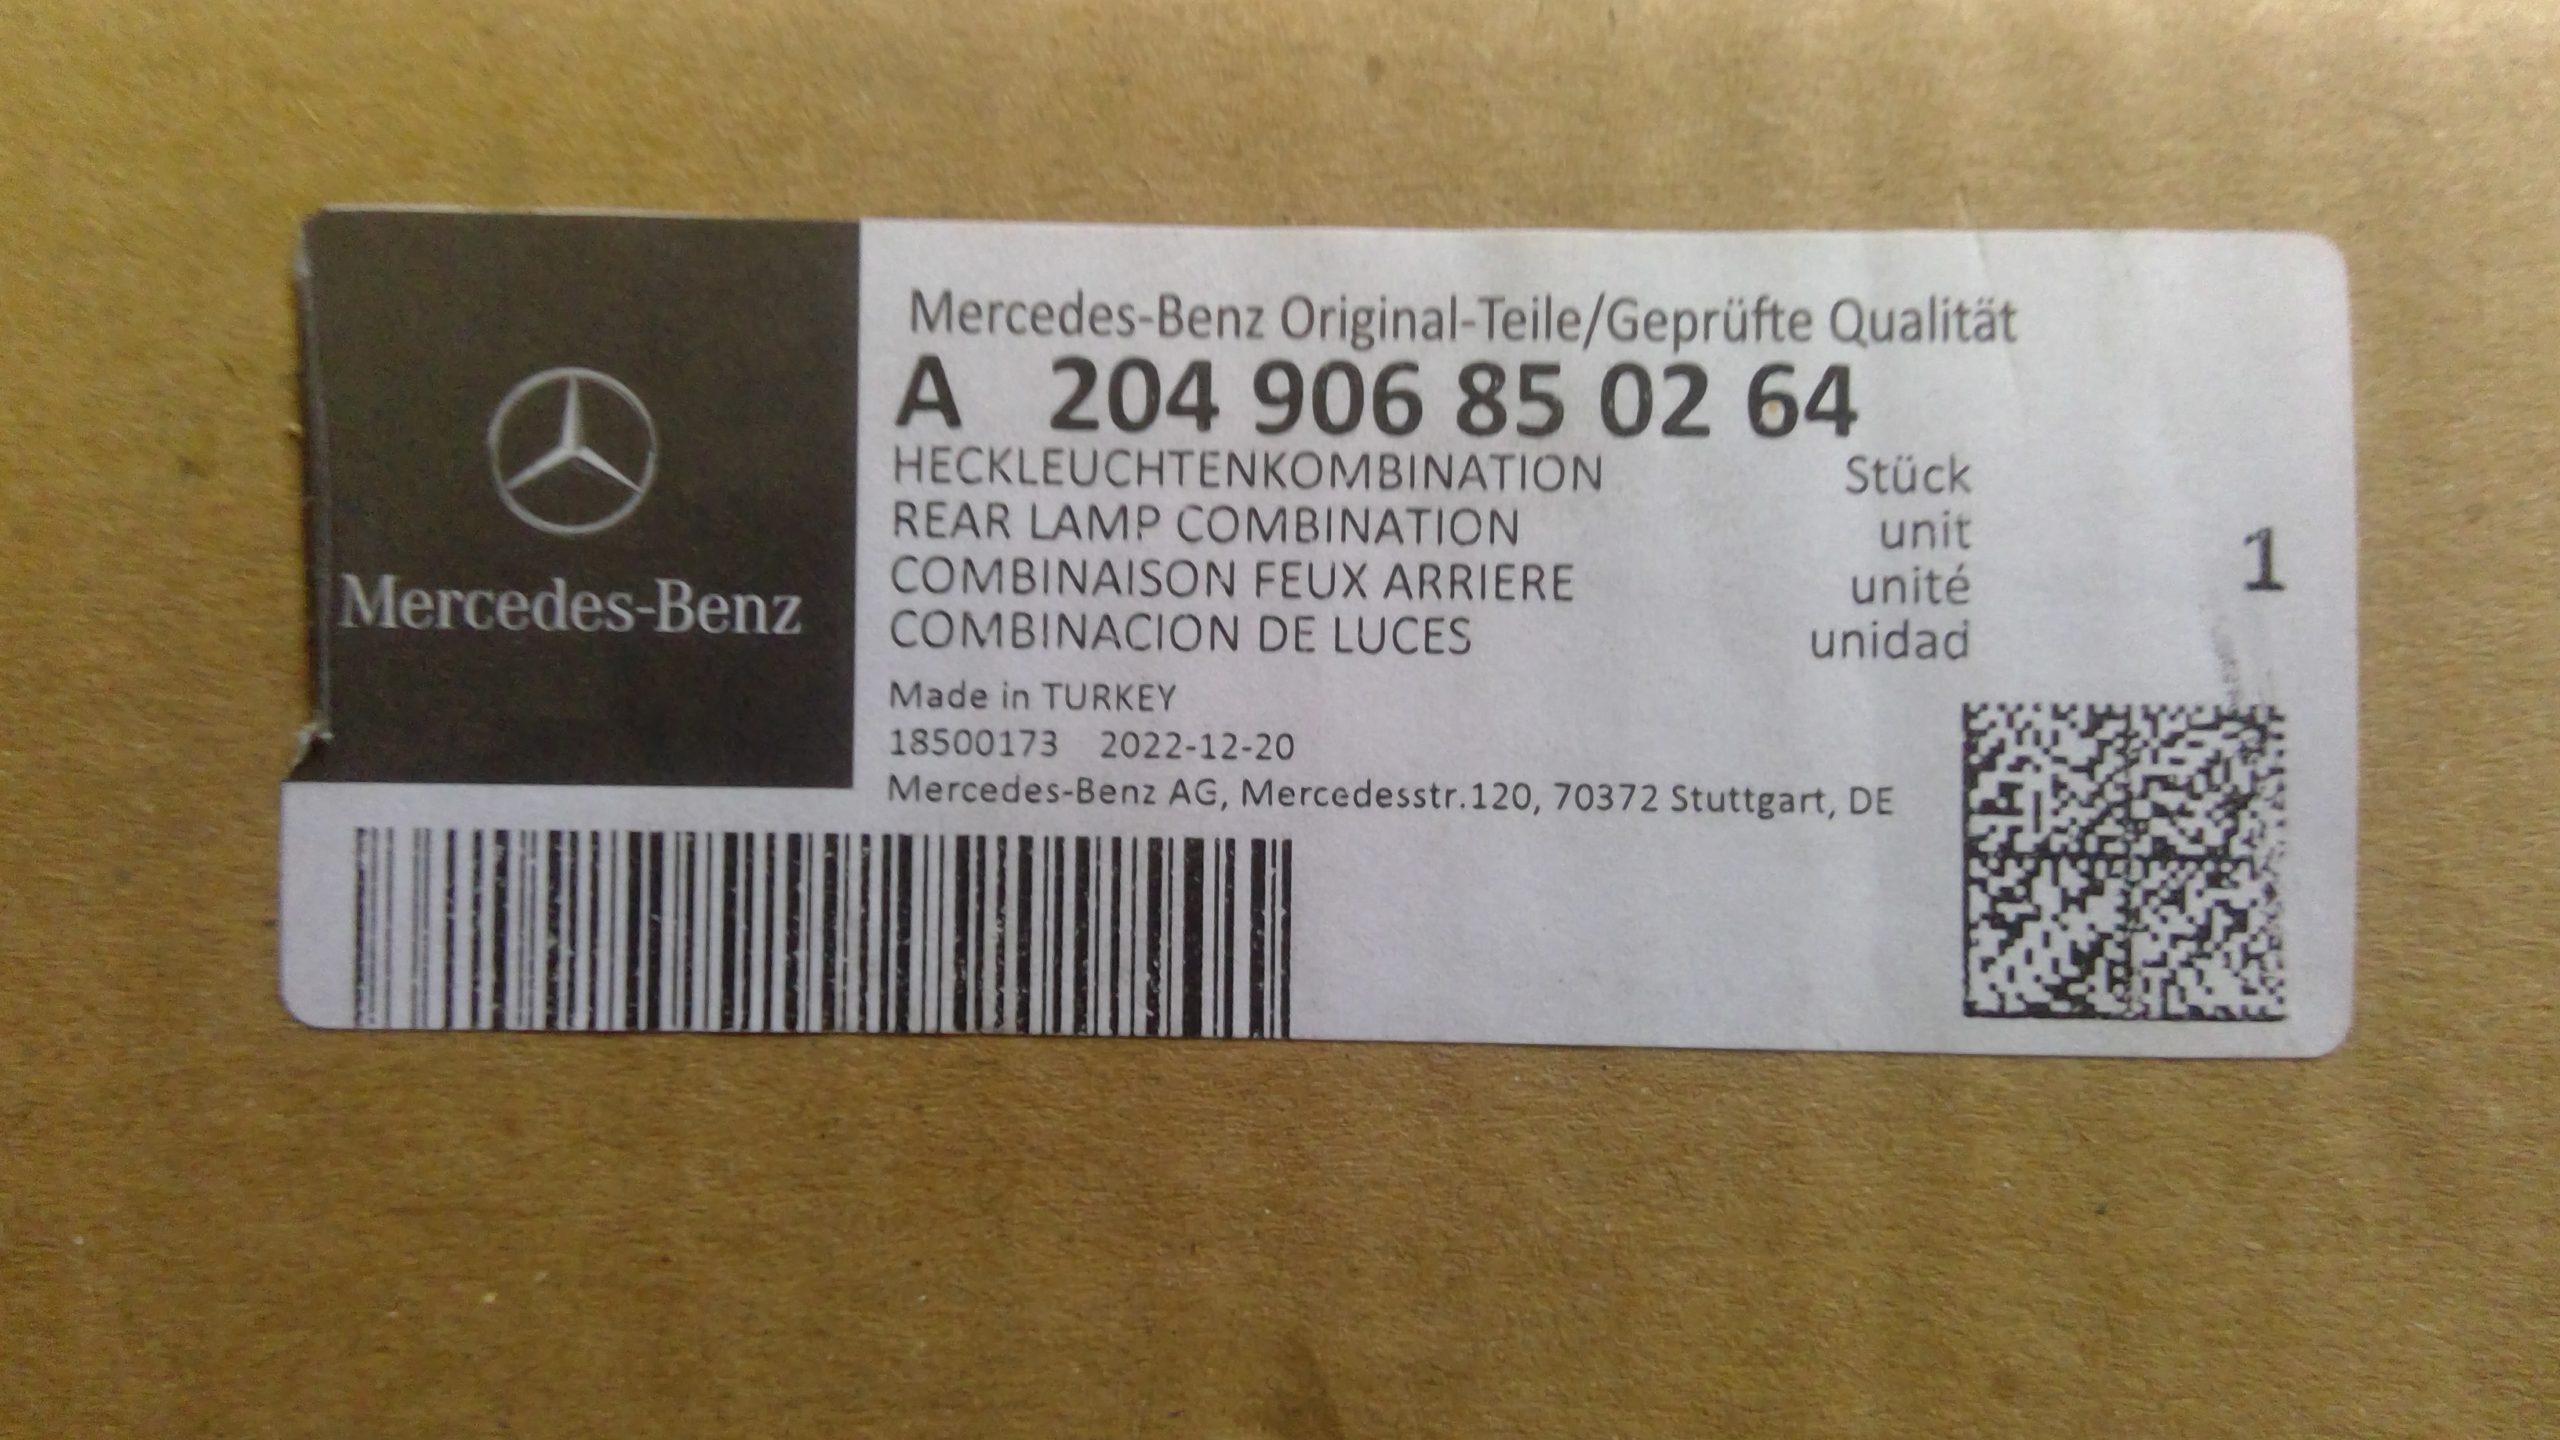 Mercedes-Benz
Mercedes-Benz Original-Teile/Geprüfte Qualität
A 204 906 85 02 64
HECKLEUCHTENKOMBINATION Stück
REAR LAMP COMBINATION unit
COMBINAISON FEUX ARRIERE unité
COMBINACION DE LUCES unidad
1
Made in TURKEY
18500173 2022-12-20
Mercedes-Benz AG, Mercedesstr.120, 70372 Stuttgart, DE